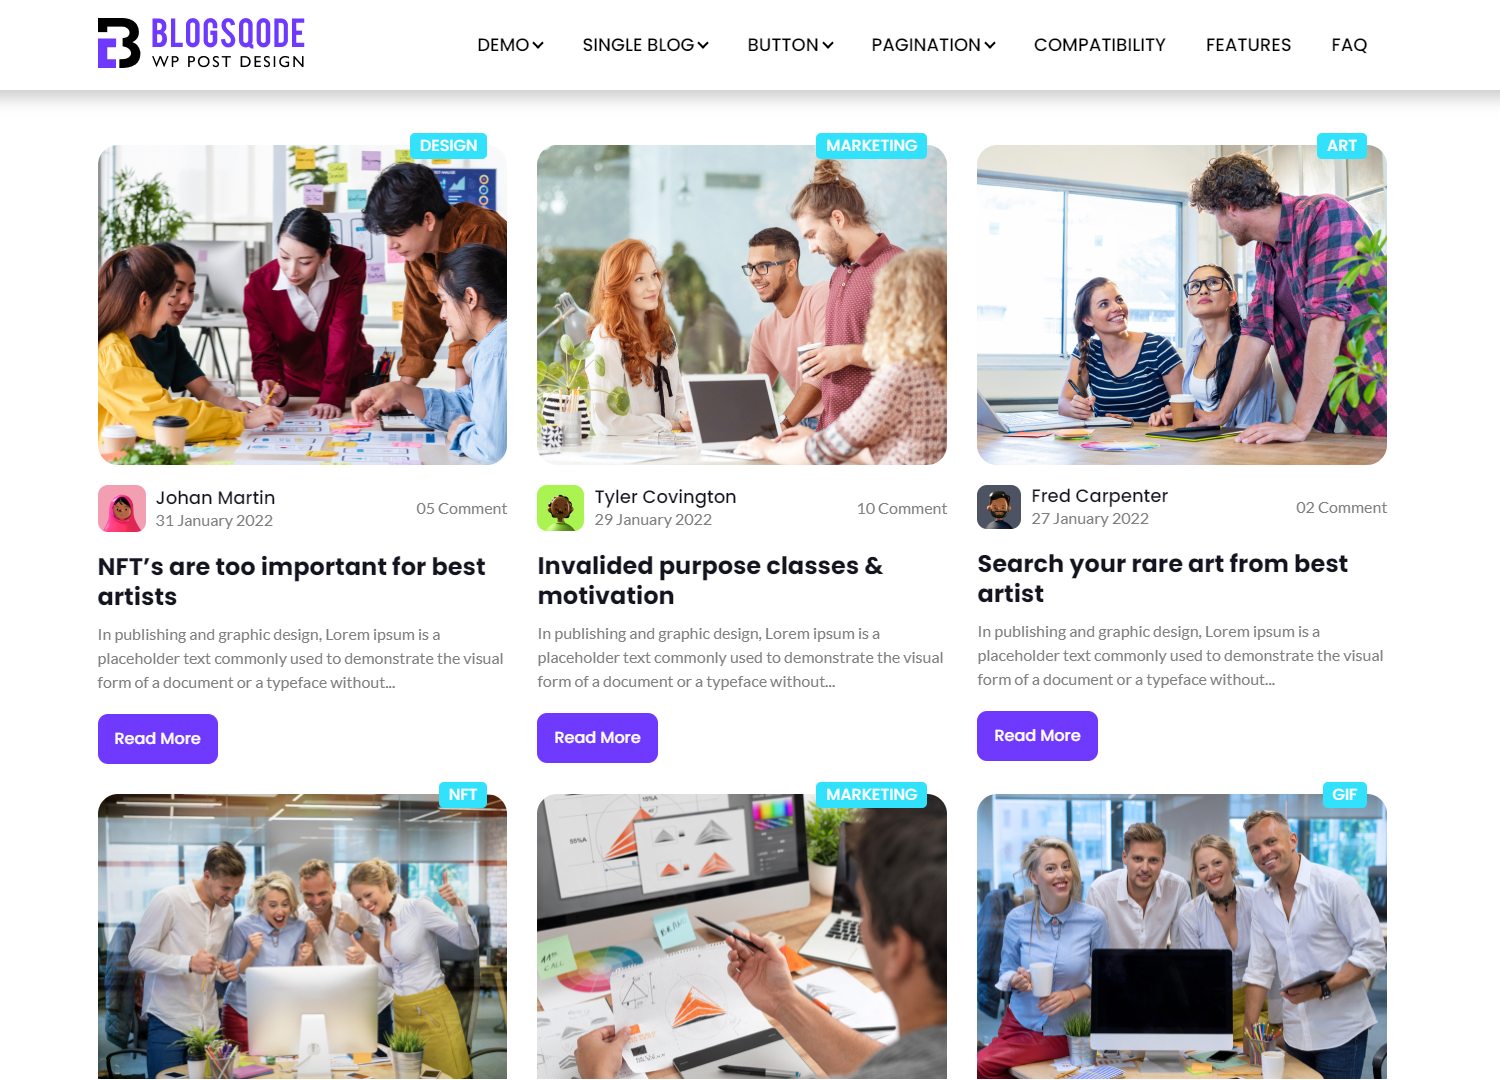 BLOGSQODE
WP POST DESIGN
DEMO
SINGLE BLOG
BUTTON
PAGINATION
COMPATIBILITY
FEATURES
FAQ
DESIGN
MARKETING
ART
Johan Martin
31 January 2022
05 Comment
Tyler Covington
29 January 2022
10 Comment
Fred Carpenter
27 January 2022
02 Comment
NFT’s are too important for best
artists
Invalided purpose classes &
motivation
Search your rare art from best
artist
In publishing and graphic design, Lorem ipsum is a
placeholder text commonly used to demonstrate the visual
form of a document or a typeface without...
In publishing and graphic design, Lorem ipsum is a
placeholder text commonly used to demonstrate the visual
form of a document or a typeface without...
In publishing and graphic design, Lorem ipsum is a
placeholder text commonly used to demonstrate the visual
form of a document or a typeface without...
Read More
Read More
Read More
NFT
MARKETING
GIF
15%A
55%A